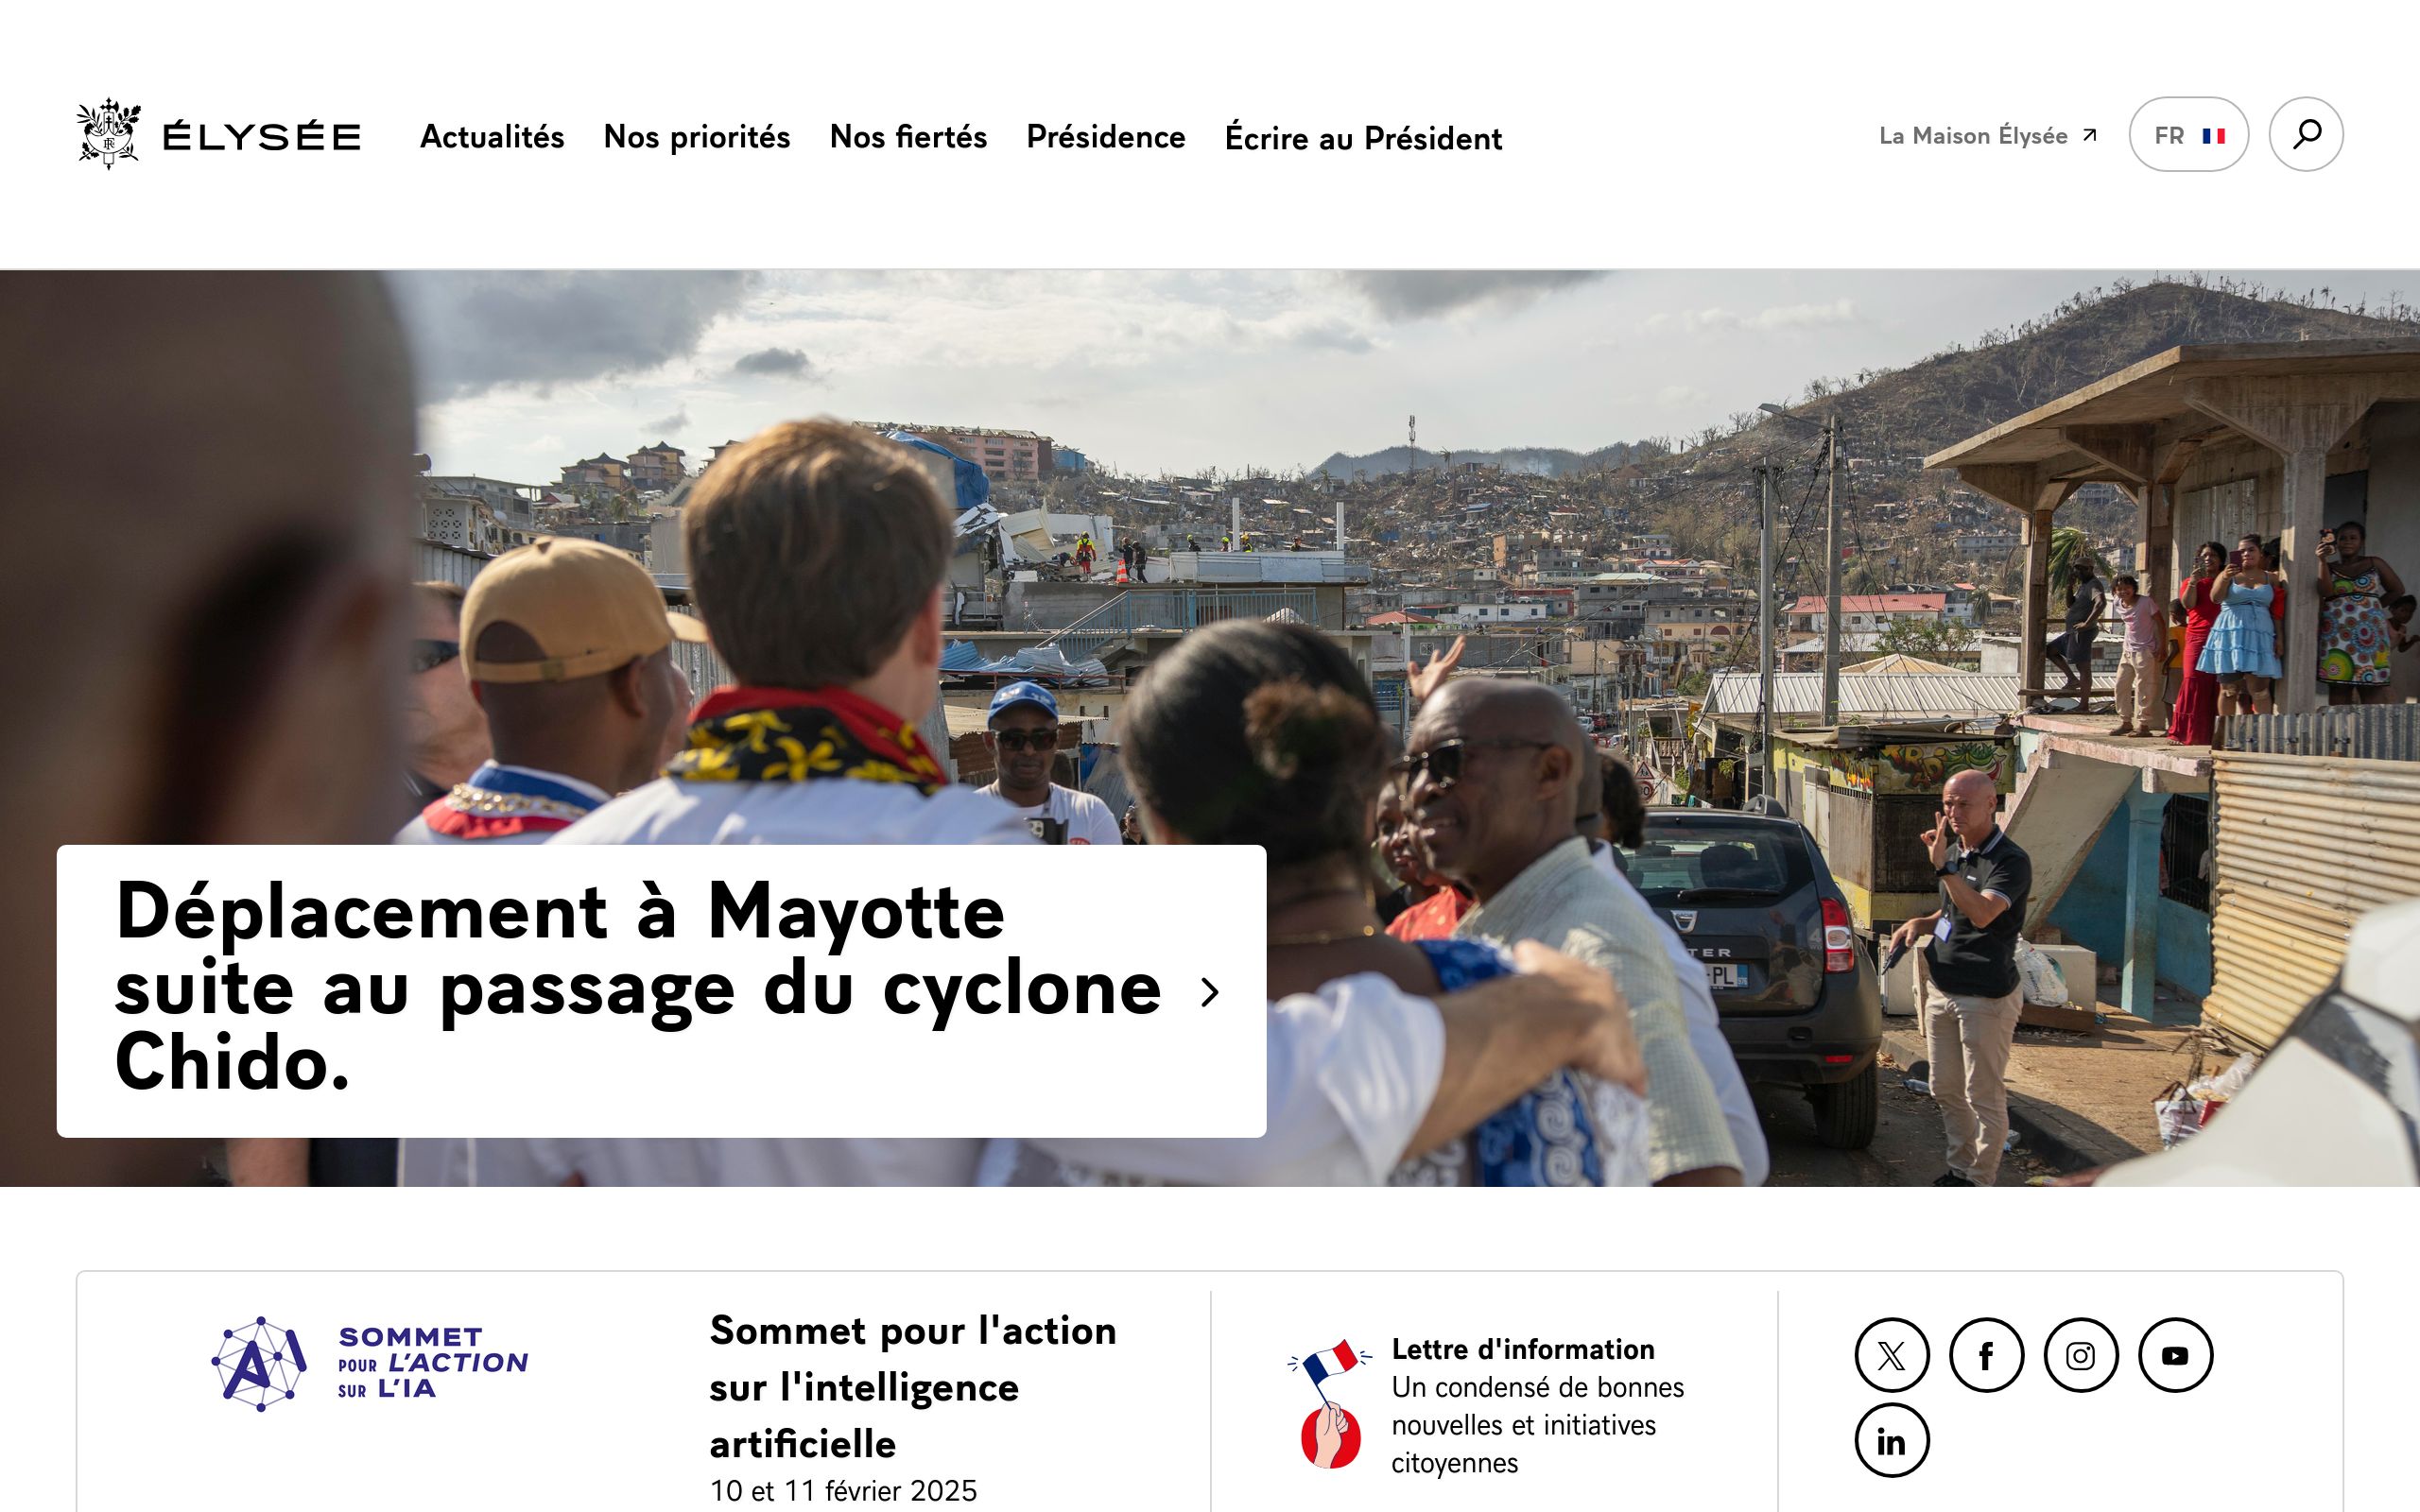 ÉLYSÉE
Actualités
Nos priorités
Nos fiertés
Présidence
Écrire au Président
La Maison Élysée
FR
Déplacement à Mayotte
suite au passage du cyclone
Chido.
SOMMET
POUR L'ACTION
SUR L'IA
Sommet pour l'action
sur l'intelligence
artificielle
10 et 11 février 2025
Lettre d'information
Un condensé de bonnes
nouvelles et initiatives
citoyennes